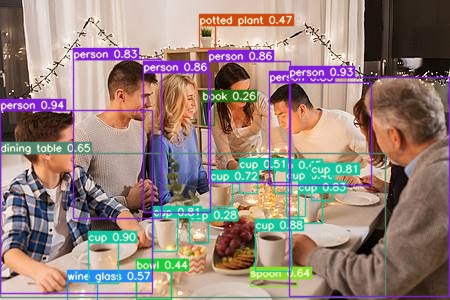 potted plant 0.47
person 0.83
person 0.86
person 0.86
person
person 0.93
person 0.94
book 0.26
dining table 0.65
cup 0.51
cup 0.72
cup 0.81
cup
cup 0.83
cup 0.81
0.28
cup 0.88
cup 0.90
bowl 0.44
wine glass 0.57
spoon 0.64